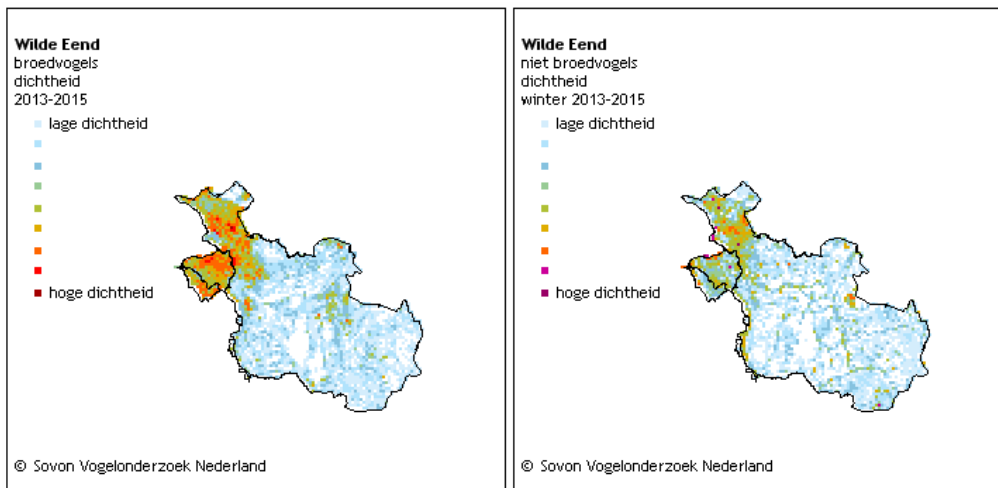 Wilde Eend
broedvogels
dichtheid
2013-2015
lage dichtheid
hoge dichtheid
© Sovon Vogelonderzoek Nederland
Wilde Eend
niet broedvogels
dichtheid
winter 2013-2015
lage dichtheid
hoge dichtheid
© Sovon Vogelonderzoek Nederland